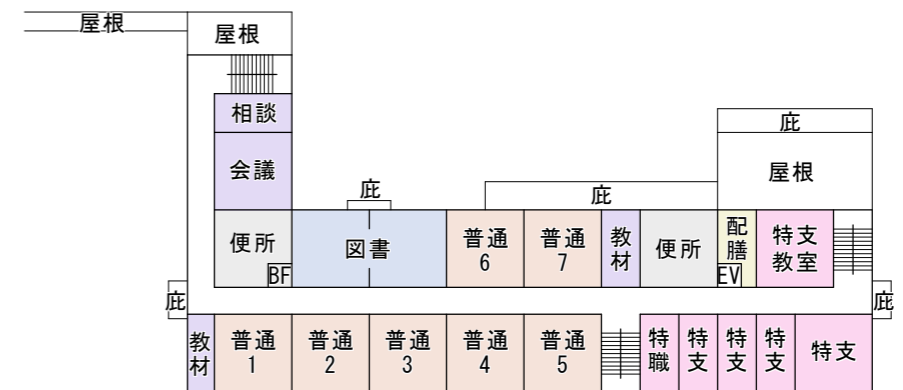 屋根
屋根
相談
会議
庇
屋根
庇
庇
便所
BF
図書
普通
6
普通
7
教
材
便所
配
膳
EV
特支
教室
庇
庇
教
材
普通
1
普通
2
普通
3
普通
4
普通
5
特
職
特
支
特
支
特
支
特支